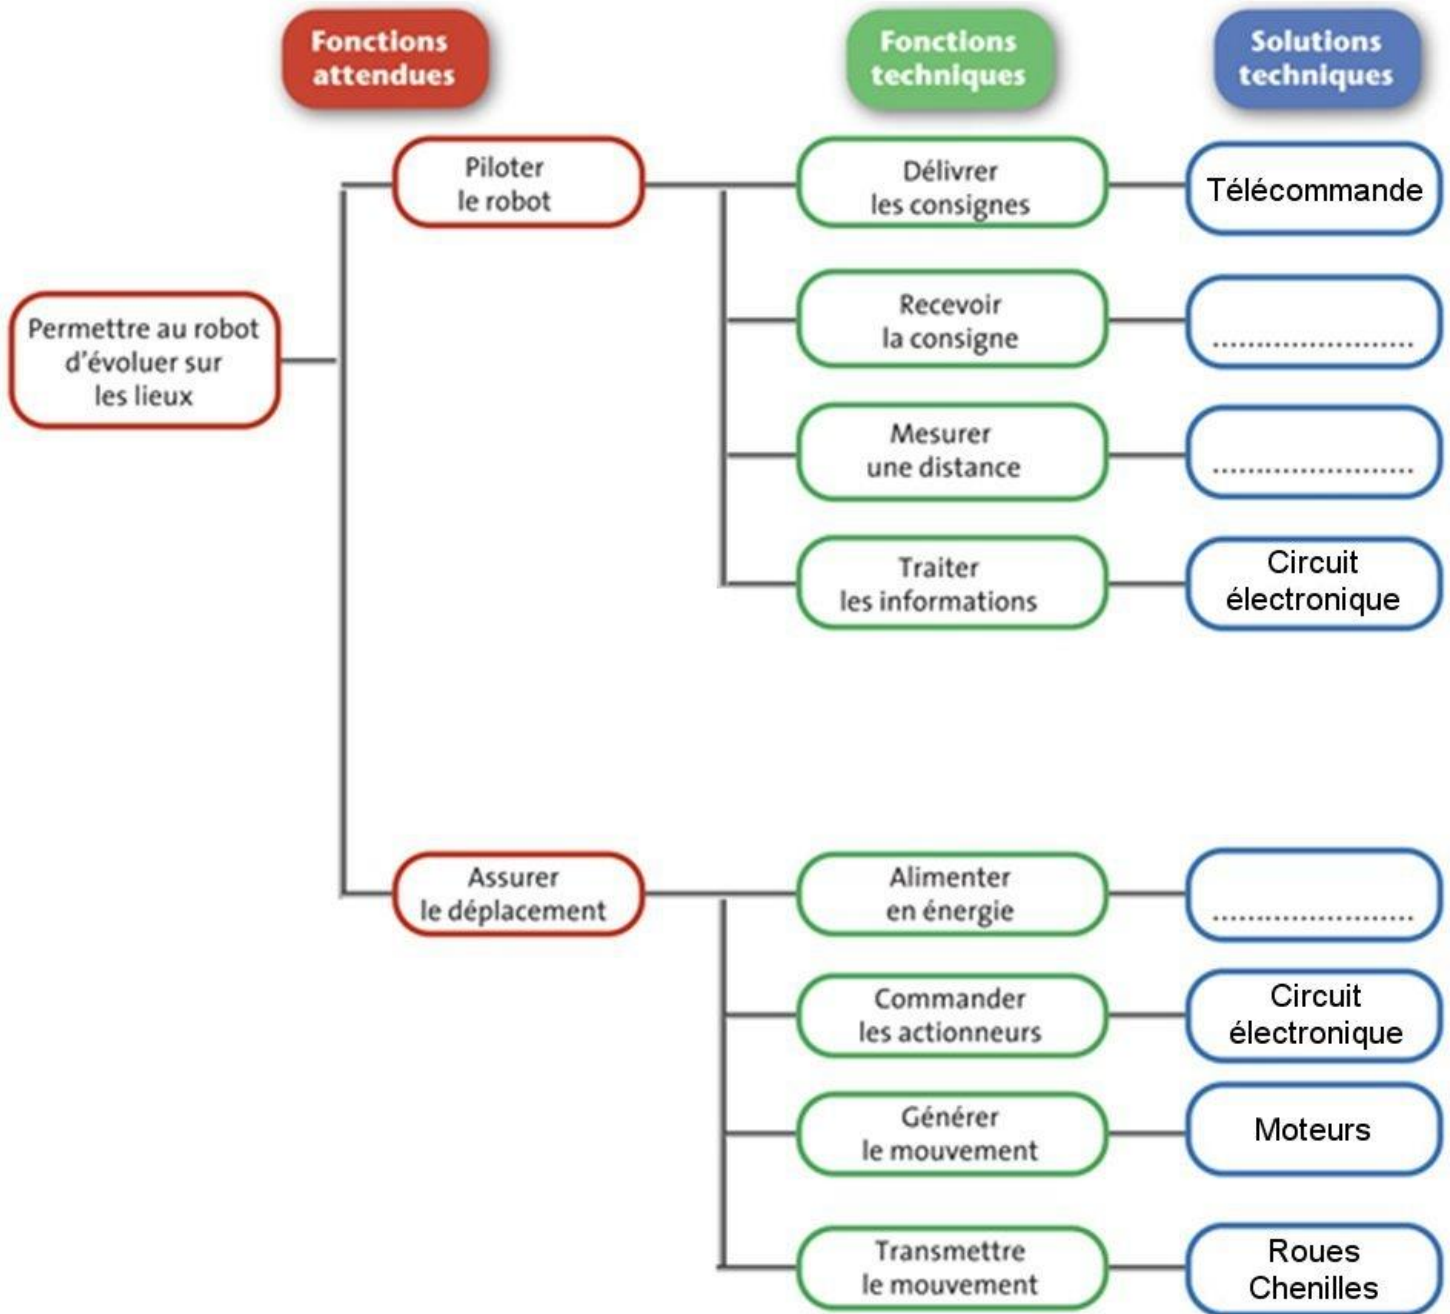 Fonctions
attendues
Fonctions
techniques
Solutions
techniques
Piloter
le robot
Délivrer
les consignes
Télécommande
Permettre au robot
d'évoluer sur
les lieux
Recevoir
la consigne
........................
Mesurer
une distance
........................
Traiter
les informations
Circuit
électronique
Assurer
le déplacement
Alimenter
en énergie
........................
Commander
les actionneurs
Circuit
électronique
Générer
le mouvement
Moteurs
Transmettre
le mouvement
Roues
Chenilles